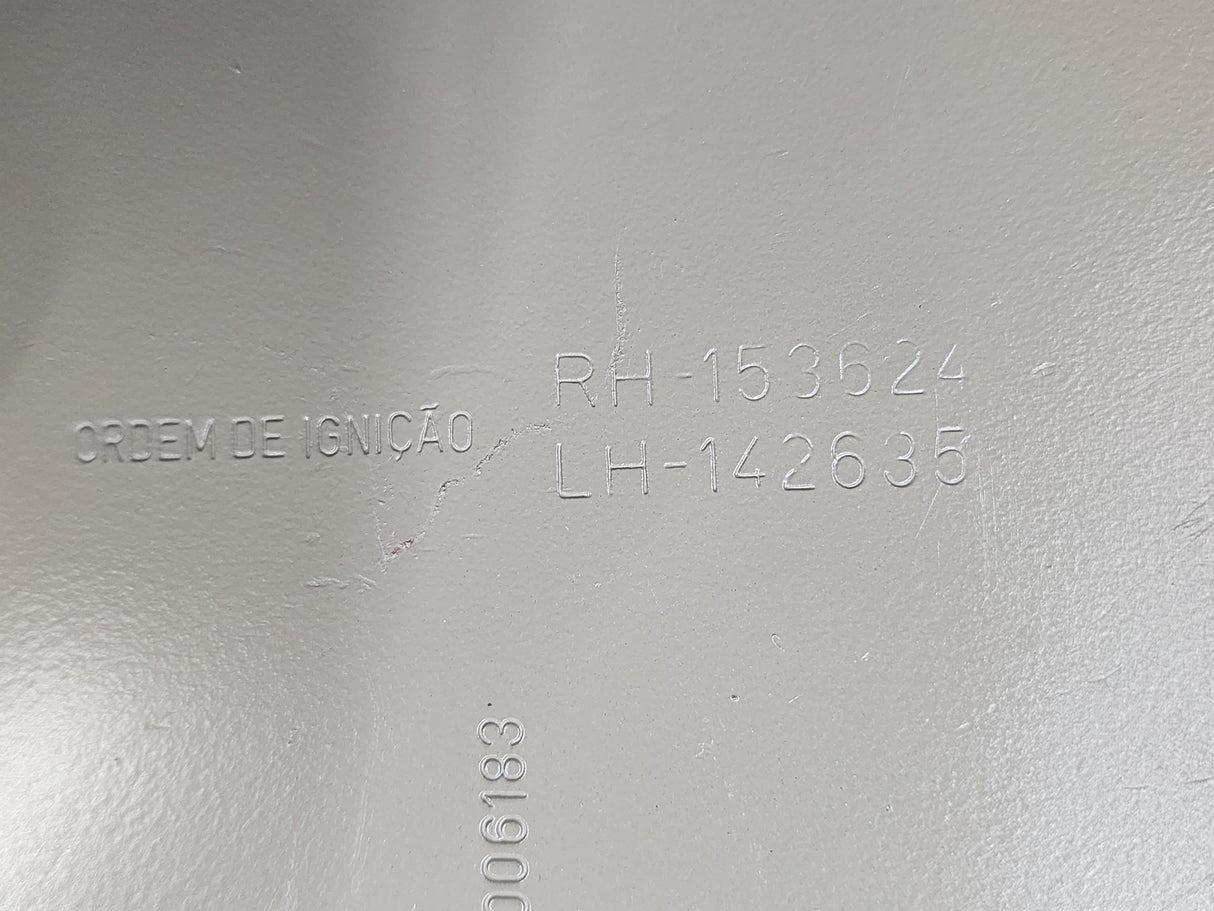 RH-153624
ORDEM DE IGNIÇÃO
LH-142635
006183